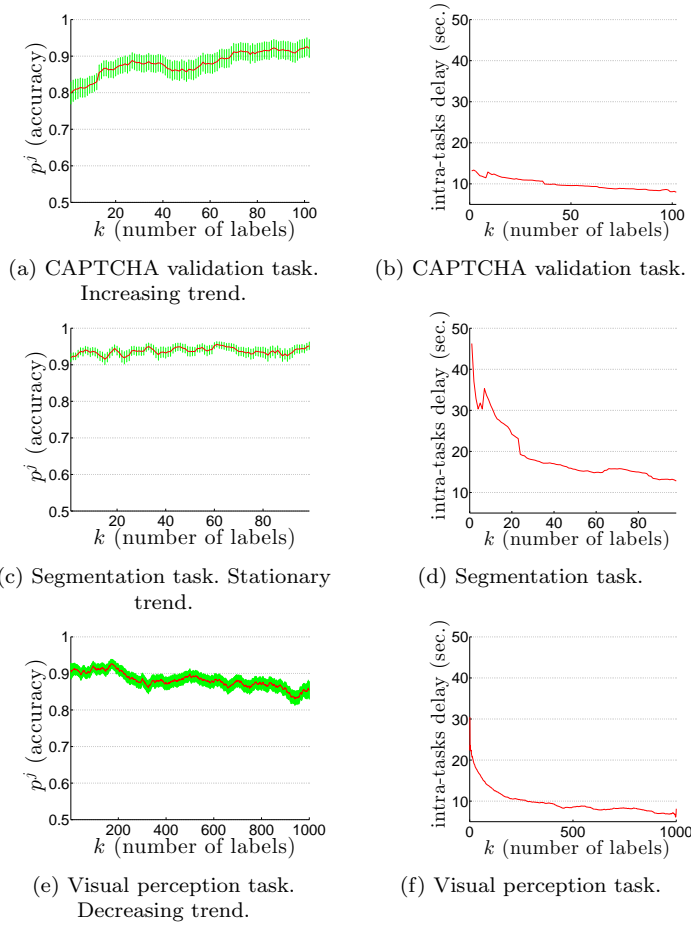 1
0.9
0.8
0.7
0.6
0.5
20 40 60 80 100
p^j (accuracy)
k (number of labels)
(a) CAPTCHA validation task.
Increasing trend.
50
40
30
20
10
0 50 100
intra-tasks delay (sec.)
k (number of labels)
(b) CAPTCHA validation task.
1
0.9
0.8
0.7
0.6
0.5
20 40 60 80
p^j (accuracy)
k (number of labels)
c) Segmentation task. Stationary
trend.
50
40
30
20
10
0 20 40 60 80
intra-tasks delay (sec.)
k (number of labels)
(d) Segmentation task.
1
0.9
0.8
0.7
0.6
0.5
200 400 600 800 1000
p^j (accuracy)
k (number of labels)
(e) Visual perception task.
Decreasing trend.
50
40
30
20
10
0 500 1000
intra-tasks delay (sec.)
k (number of labels)
(f) Visual perception task.